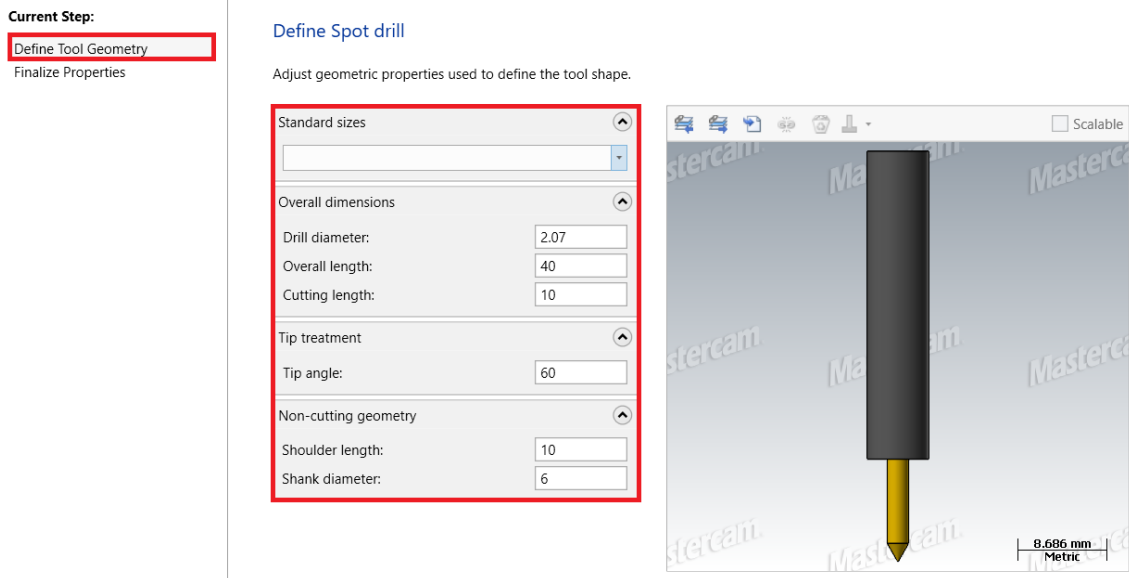 Current Step:
Define Tool Geometry
Finalize Properties
Define Spot drill
Adjust geometric properties used to define the tool shape.
Standard sizes
Overall dimensions
Drill diameter: 2.07
Overall length: 40
Cutting length: 10
Tip treatment
Tip angle: 60
Non-cutting geometry
Shoulder length: 10
Shank diameter: 6
Scalable
Mastercam
8.686 mm
Metric